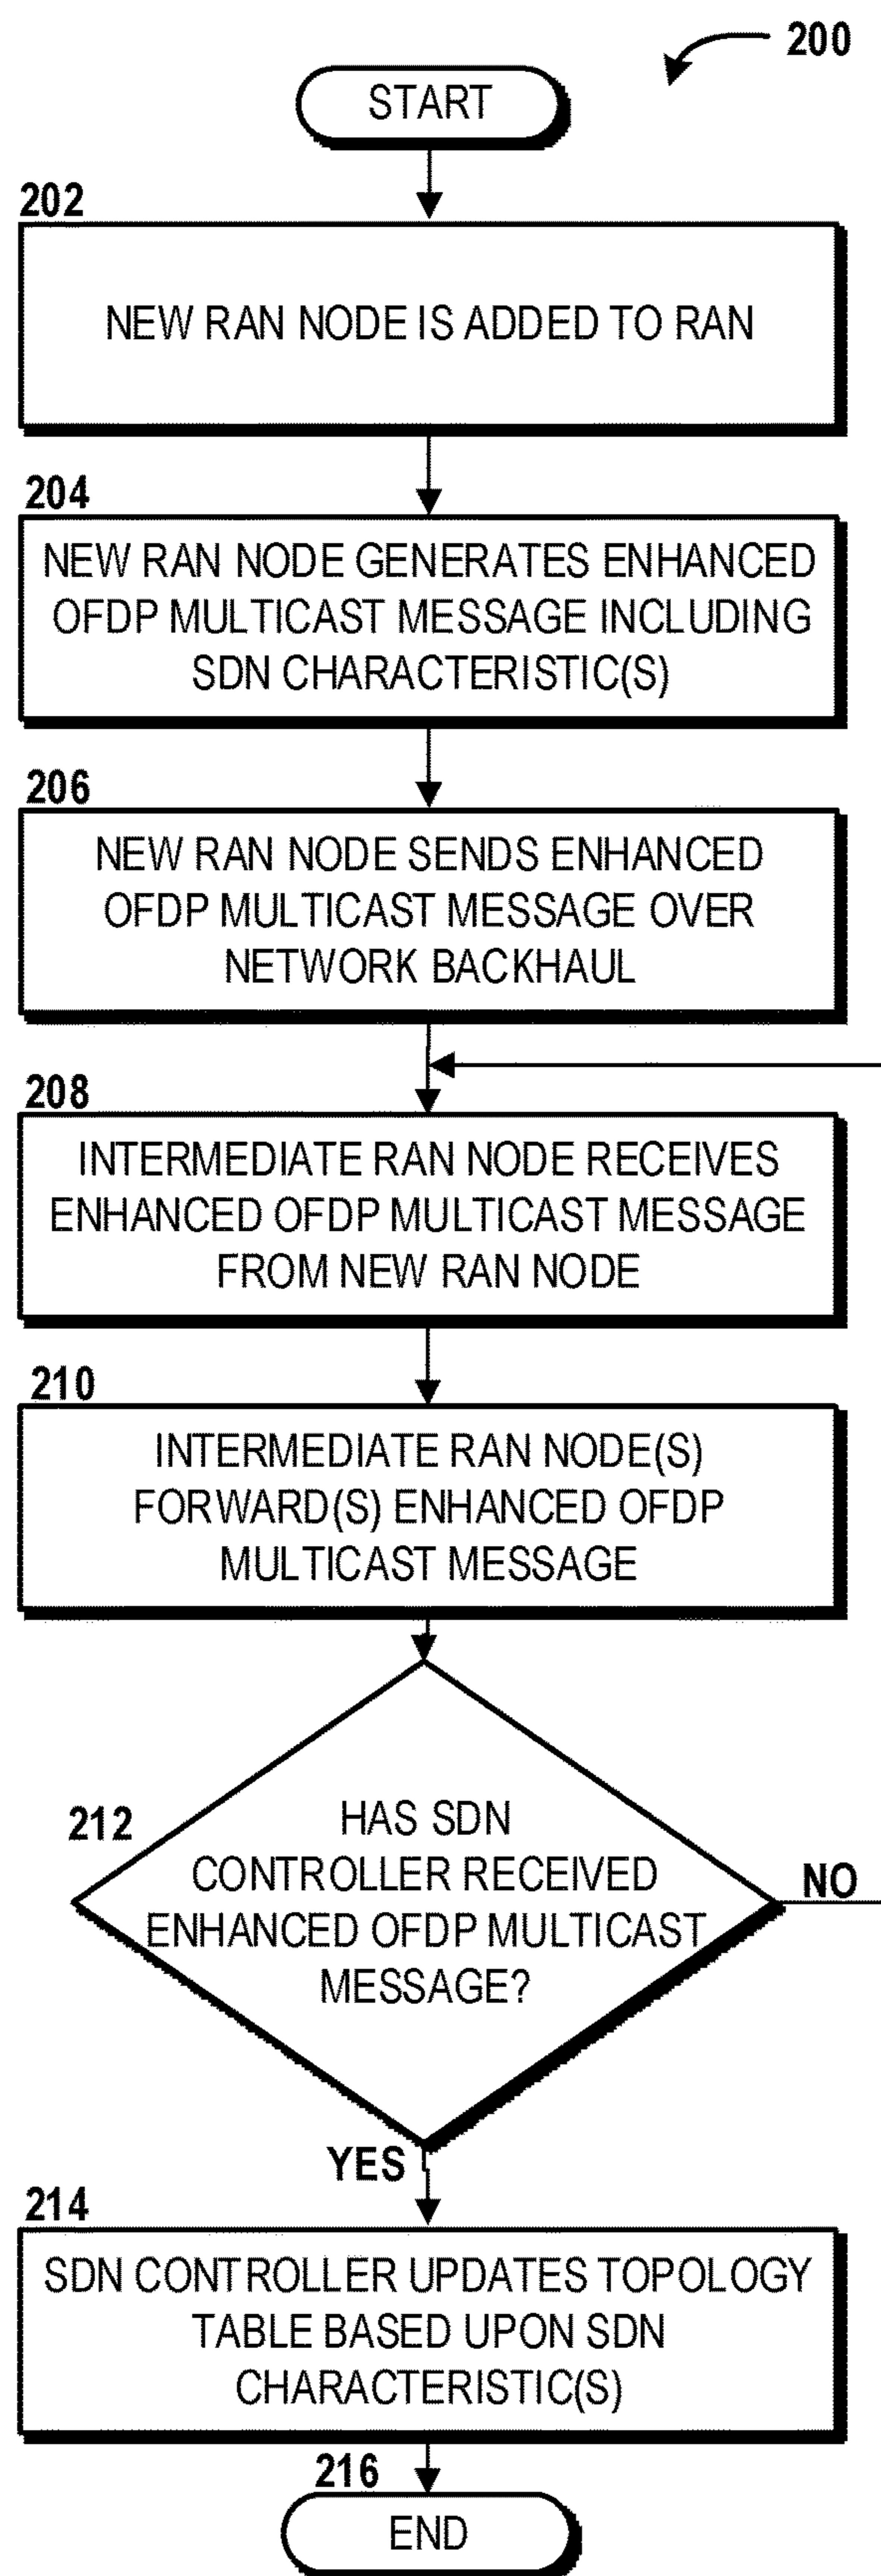 200
START
202
NEW RAN NODE IS ADDED TO RAN
204
NEW RAN NODE GENERATES ENHANCED
OFDP MULTICAST MESSAGE INCLUDING
SDN CHARACTERISTIC(S)
206
NEW RAN NODE SENDS ENHANCED
OFDP MULTICAST MESSAGE OVER
NETWORK BACKHAUL
208
INTERMEDIATE RAN NODE RECEIVES
ENHANCED OFDP MULTICAST MESSAGE
FROM NEW RAN NODE
210
INTERMEDIATE RAN NODE(S)
FORWARD(S) ENHANCED OFDP
MULTICAST MESSAGE
212
HAS SDN
CONTROLLER RECEIVED
ENHANCED OFDP MULTICAST
MESSAGE?
NO
YES
214
SDN CONTROLLER UPDATES TOPOLOGY
TABLE BASED UPON SDN
CHARACTERISTIC(S)
216
END